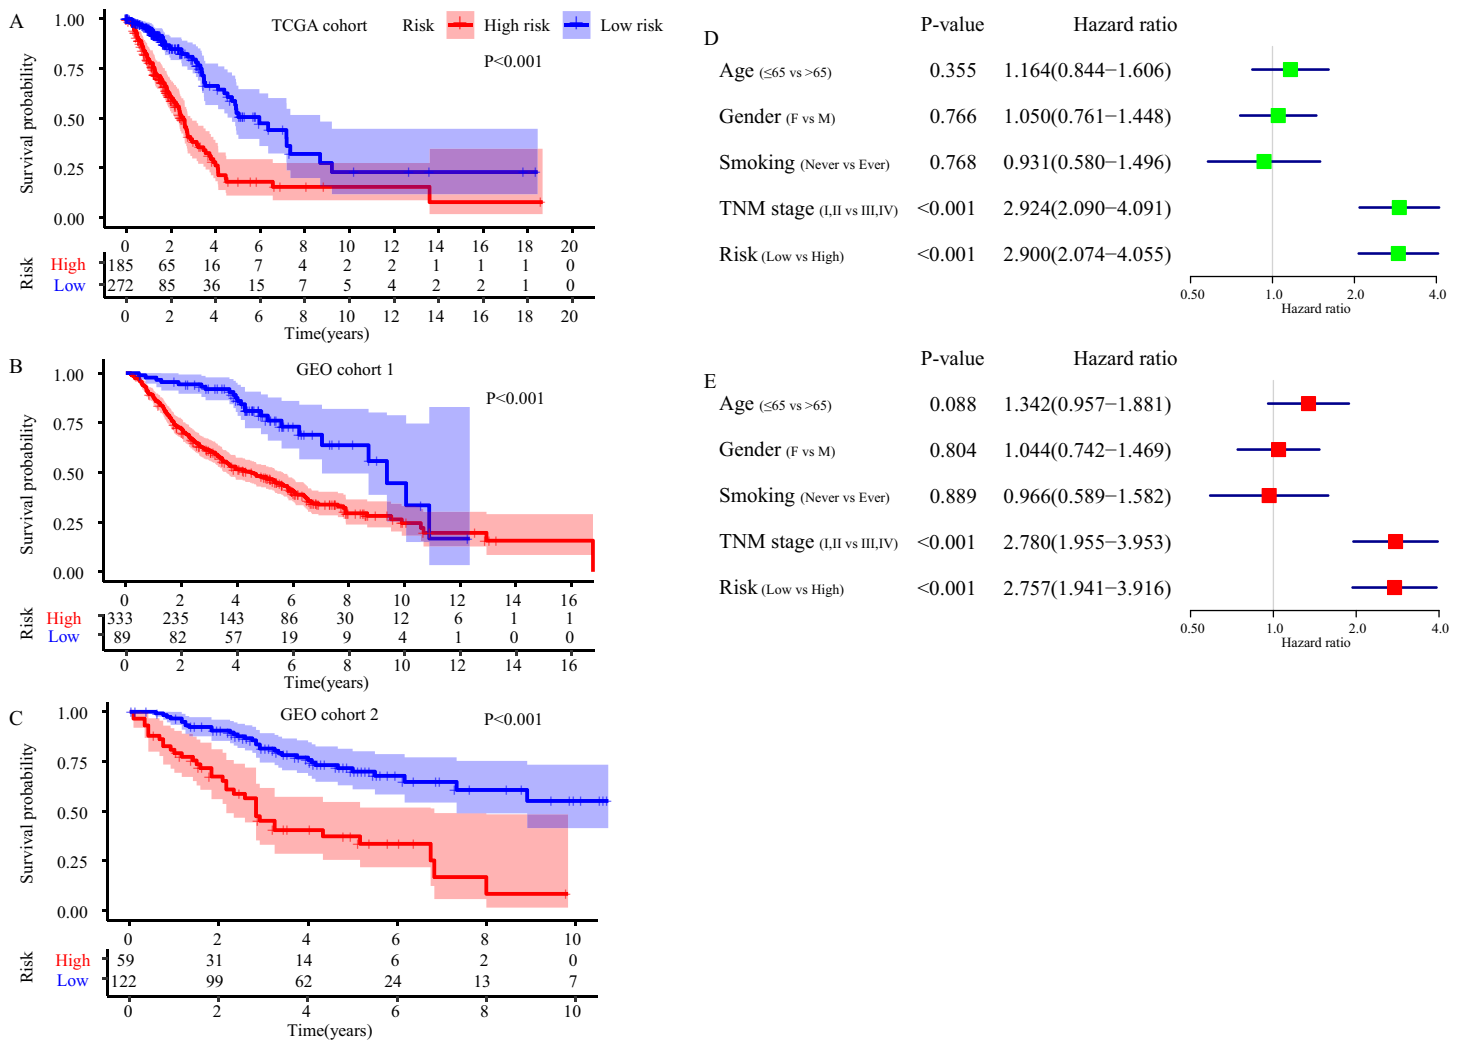 A
TCGA cohort Risk High risk Low risk
P<0.001
Survival probability
1.00
0.75
0.50
0.25
0.00
0 2 4 6 8 10 12 14 16 18 20
Risk
High 185 65 16 7 4 2 2 1 1 1 0
Low 272 85 36 15 7 5 4 2 2 1 0
0 2 4 6 8 10 12 14 16 18 20
Time(years)
B
GEO cohort 1
P<0.001
Survival probability
1.00
0.75
0.50
0.25
0.00
0 2 4 6 8 10 12 14 16
Risk
High 333 235 143 86 30 12 6 1 1
Low 89 82 57 19 9 4 1 0 0
0 2 4 6 8 10 12 14 16
Time(years)
C
GEO cohort 2
P<0.001
Survival probability
1.00
0.75
0.50
0.25
0.00
0 2 4 6 8 10
Risk
High 59 31 14 6 2 0
Low 122 99 62 24 13 7
0 2 4 6 8 10
Time(years)
D
P-value Hazard ratio
Age (≤65 vs >65) 0.355 1.164(0.844−1.606)
Gender (F vs M) 0.766 1.050(0.761−1.448)
Smoking (Never vs Ever) 0.768 0.931(0.580−1.496)
TNM stage (I,II vs III,IV) <0.001 2.924(2.090−4.091)
Risk (Low vs High) <0.001 2.900(2.074−4.055)
0.50 1.0 2.0 4.0
Hazard ratio
E
P-value Hazard ratio
Age (≤65 vs >65) 0.088 1.342(0.957−1.881)
Gender (F vs M) 0.804 1.044(0.742−1.469)
Smoking (Never vs Ever) 0.889 0.966(0.589−1.582)
TNM stage (I,II vs III,IV) <0.001 2.780(1.955−3.953)
Risk (Low vs High) <0.001 2.757(1.941−3.916)
0.50 1.0 2.0 4.0
Hazard ratio